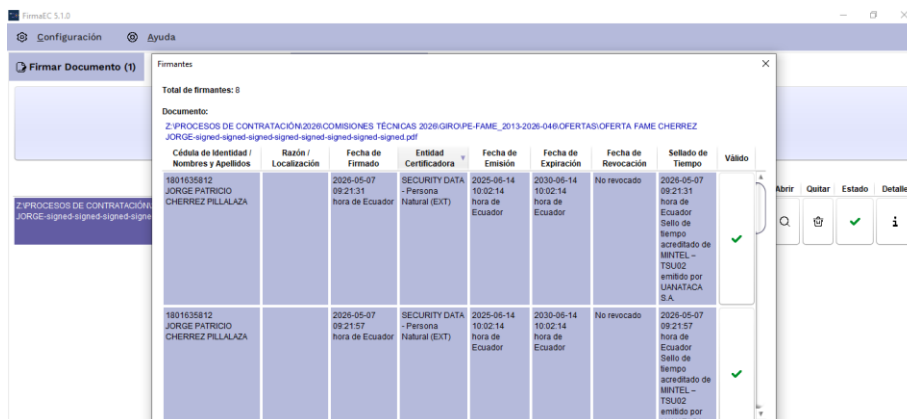 FirmaEC 5.1.0
Configuración Ayuda
Firmar Documento (1)
Firmantes
Total de firmantes: 8
Documento:
Z:\PROCESOS DE CONTRATACIÓN\2026\COMISIONES TÉCNICAS 2026\GIRO\PE-FAME_2013-2026-046\OFERTAS\OFERTA FAME CHERREZ
JORGE-signed-signed-signed-signed-signed-signed-signed.pdf
Cédula de Identidad / Razón / Fecha de Entidad Fecha de Fecha de Fecha de Sellado de Válido
Nombres y Apellidos Localización Firmado Certificadora Emisión Expiración Revocación Tiempo
Abrir Quitar Estado Detalle
Z:\PROCESOS DE CONTRATACIÓN\
JORGE-signed-signed-signed-signe
1801635812 2026-05-07 SECURITY DATA 2025-06-14 2030-06-14 No revocado 2026-05-07
JORGE PATRICIO 09:21:31 - Persona 10:02:14 10:02:14 09:21:31
CHERREZ PILLALAZA hora de Ecuador Natural (EXT) hora de hora de hora de
Ecuador Ecuador Ecuador
Sello de
tiempo
acreditado de
MINTEL –
TSU02
emitido por
UANATACA
S.A.
1801635812 2026-05-07 SECURITY DATA 2025-06-14 2030-06-14 No revocado 2026-05-07
JORGE PATRICIO 09:21:57 - Persona 10:02:14 10:02:14 09:21:57
CHERREZ PILLALAZA hora de Ecuador Natural (EXT) hora de hora de hora de
Ecuador Ecuador Ecuador
Sello de
tiempo
acreditado de
MINTEL –
TSU02
emitido por